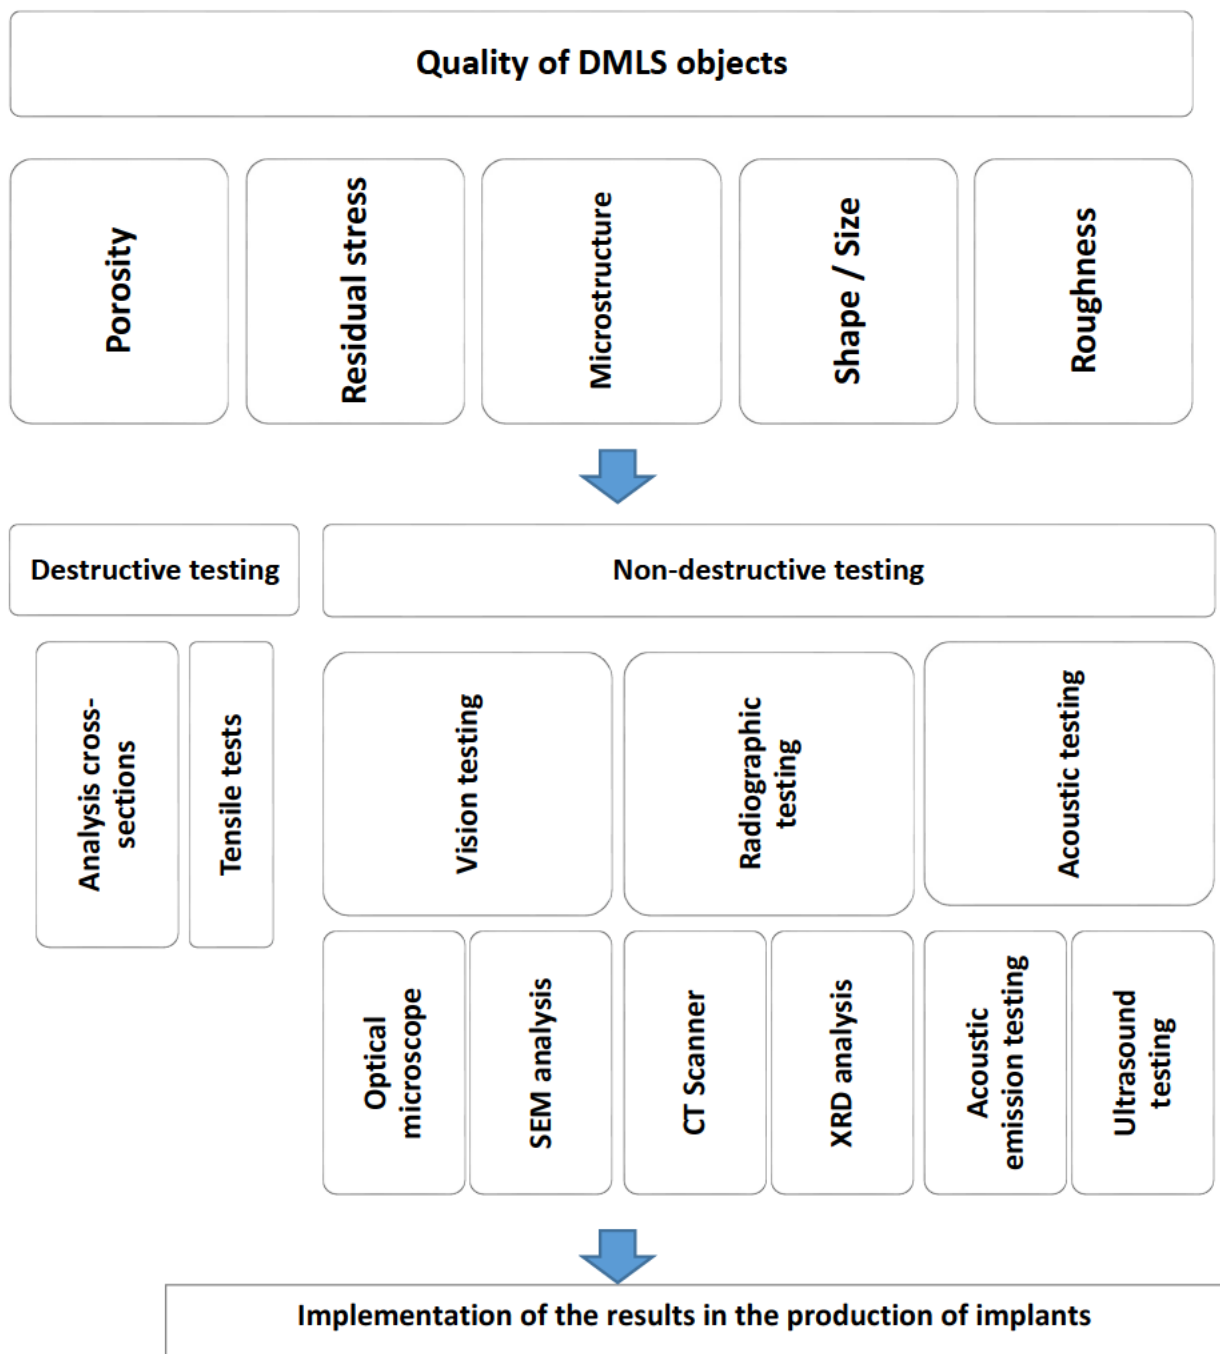 Quality of DMLS objects
Porosity
Residual stress
Microstructure
Shape / Size
Roughness
Destructive testing
Non-destructive testing
Analysis cross-
sections
Tensile tests
Vision testing
Radiographic
testing
Acoustic testing
Optical
microscope
SEM analysis
CT Scanner
XRD analysis
Acoustic
emission testing
Ultrasound
testing
Implementation of the results in the production of implants